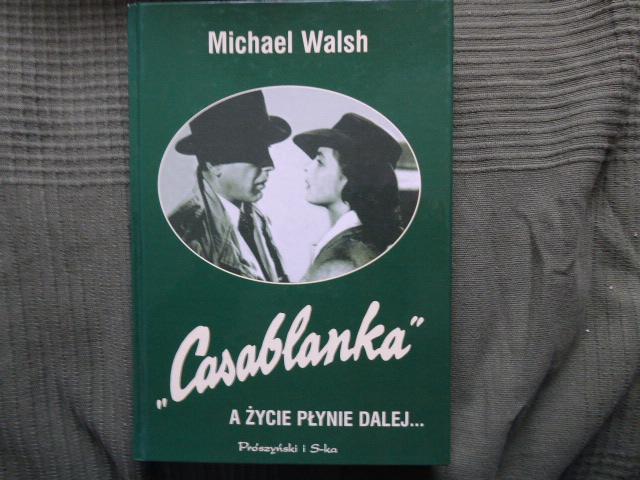 Michael Walsh
„Casablanka”
A ŻYCIE PŁYNIE DALEJ...
Prószyński i S-ka